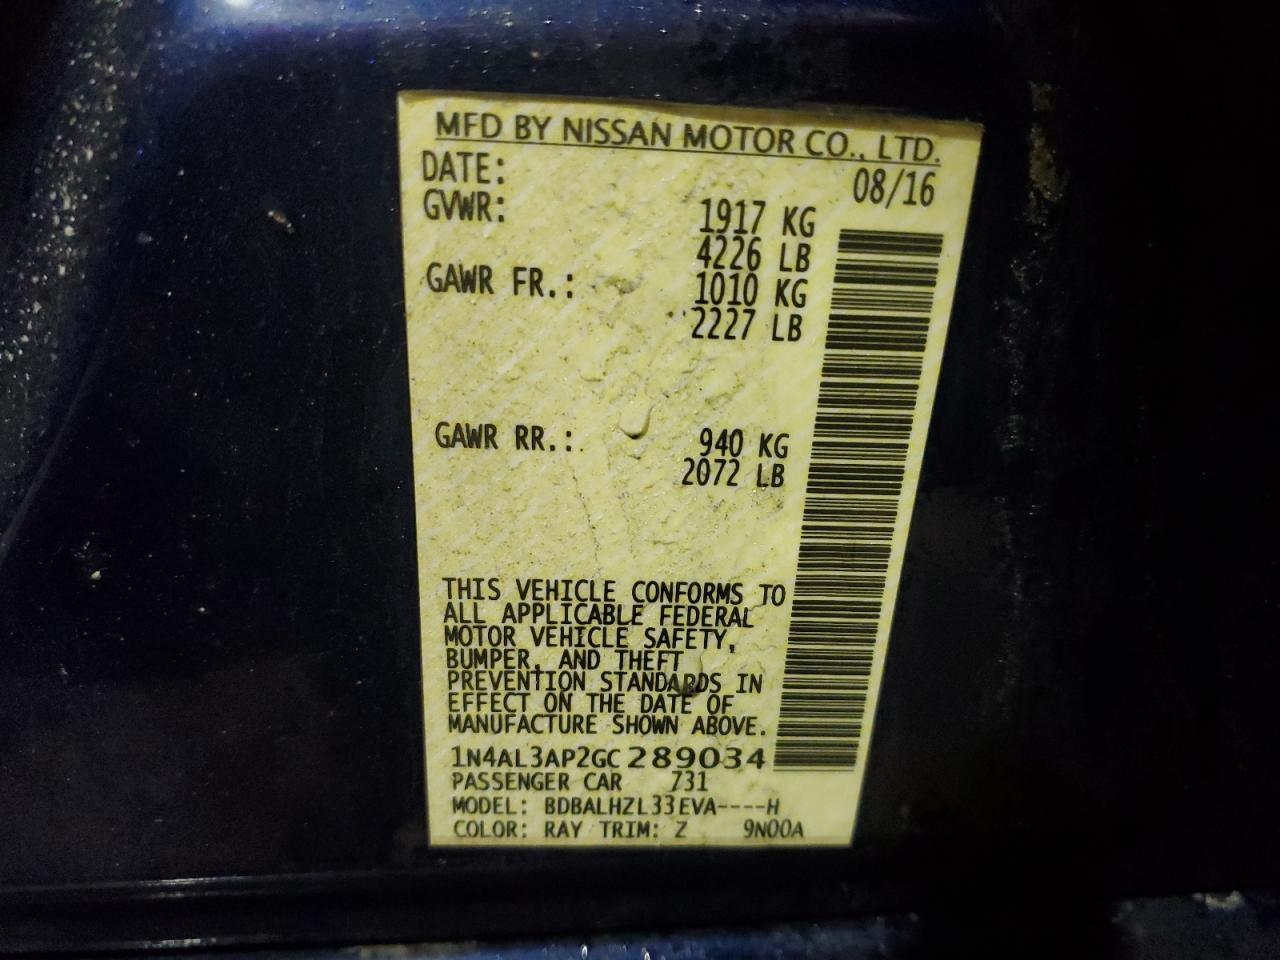 MFD BY NISSAN MOTOR CO., LTD.
DATE: 08/16
GVWR: 1917 KG
4226 LB
GAWR FR.: 1010 KG
2227 LB
GAWR RR.: 940 KG
2072 LB
THIS VEHICLE CONFORMS TO
ALL APPLICABLE FEDERAL
MOTOR VEHICLE SAFETY,
BUMPER, AND THEFT
PREVENTION STANDARDS IN
EFFECT ON THE DATE OF
MANUFACTURE SHOWN ABOVE.
1N4AL3AP2GC289034
PASSENGER CAR 731
MODEL: BDBALHZL33EVA----H
COLOR: RAY TRIM: Z 9N00A